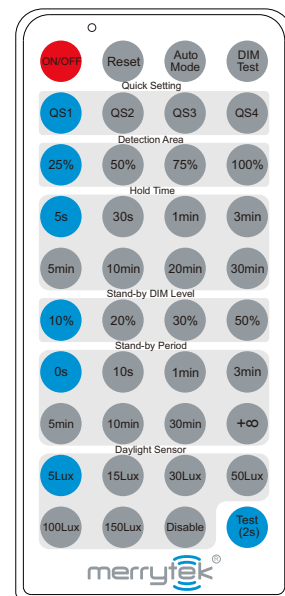 ON/OFF Reset Auto Mode DIM Test
Quick Setting
QS1 QS2 QS3 QS4
Detection Area
25% 50% 75% 100%
Hold Time
5s 30s 1min 3min
5min 10min 20min 30min
Stand-by DIM Level
10% 20% 30% 50%
Stand-by Period
0s 10s 1min 3min
5min 10min 30min +∞
Daylight Sensor
5Lux 15Lux 30Lux 50Lux
100Lux 150Lux Disable Test (2s)
merrytek®